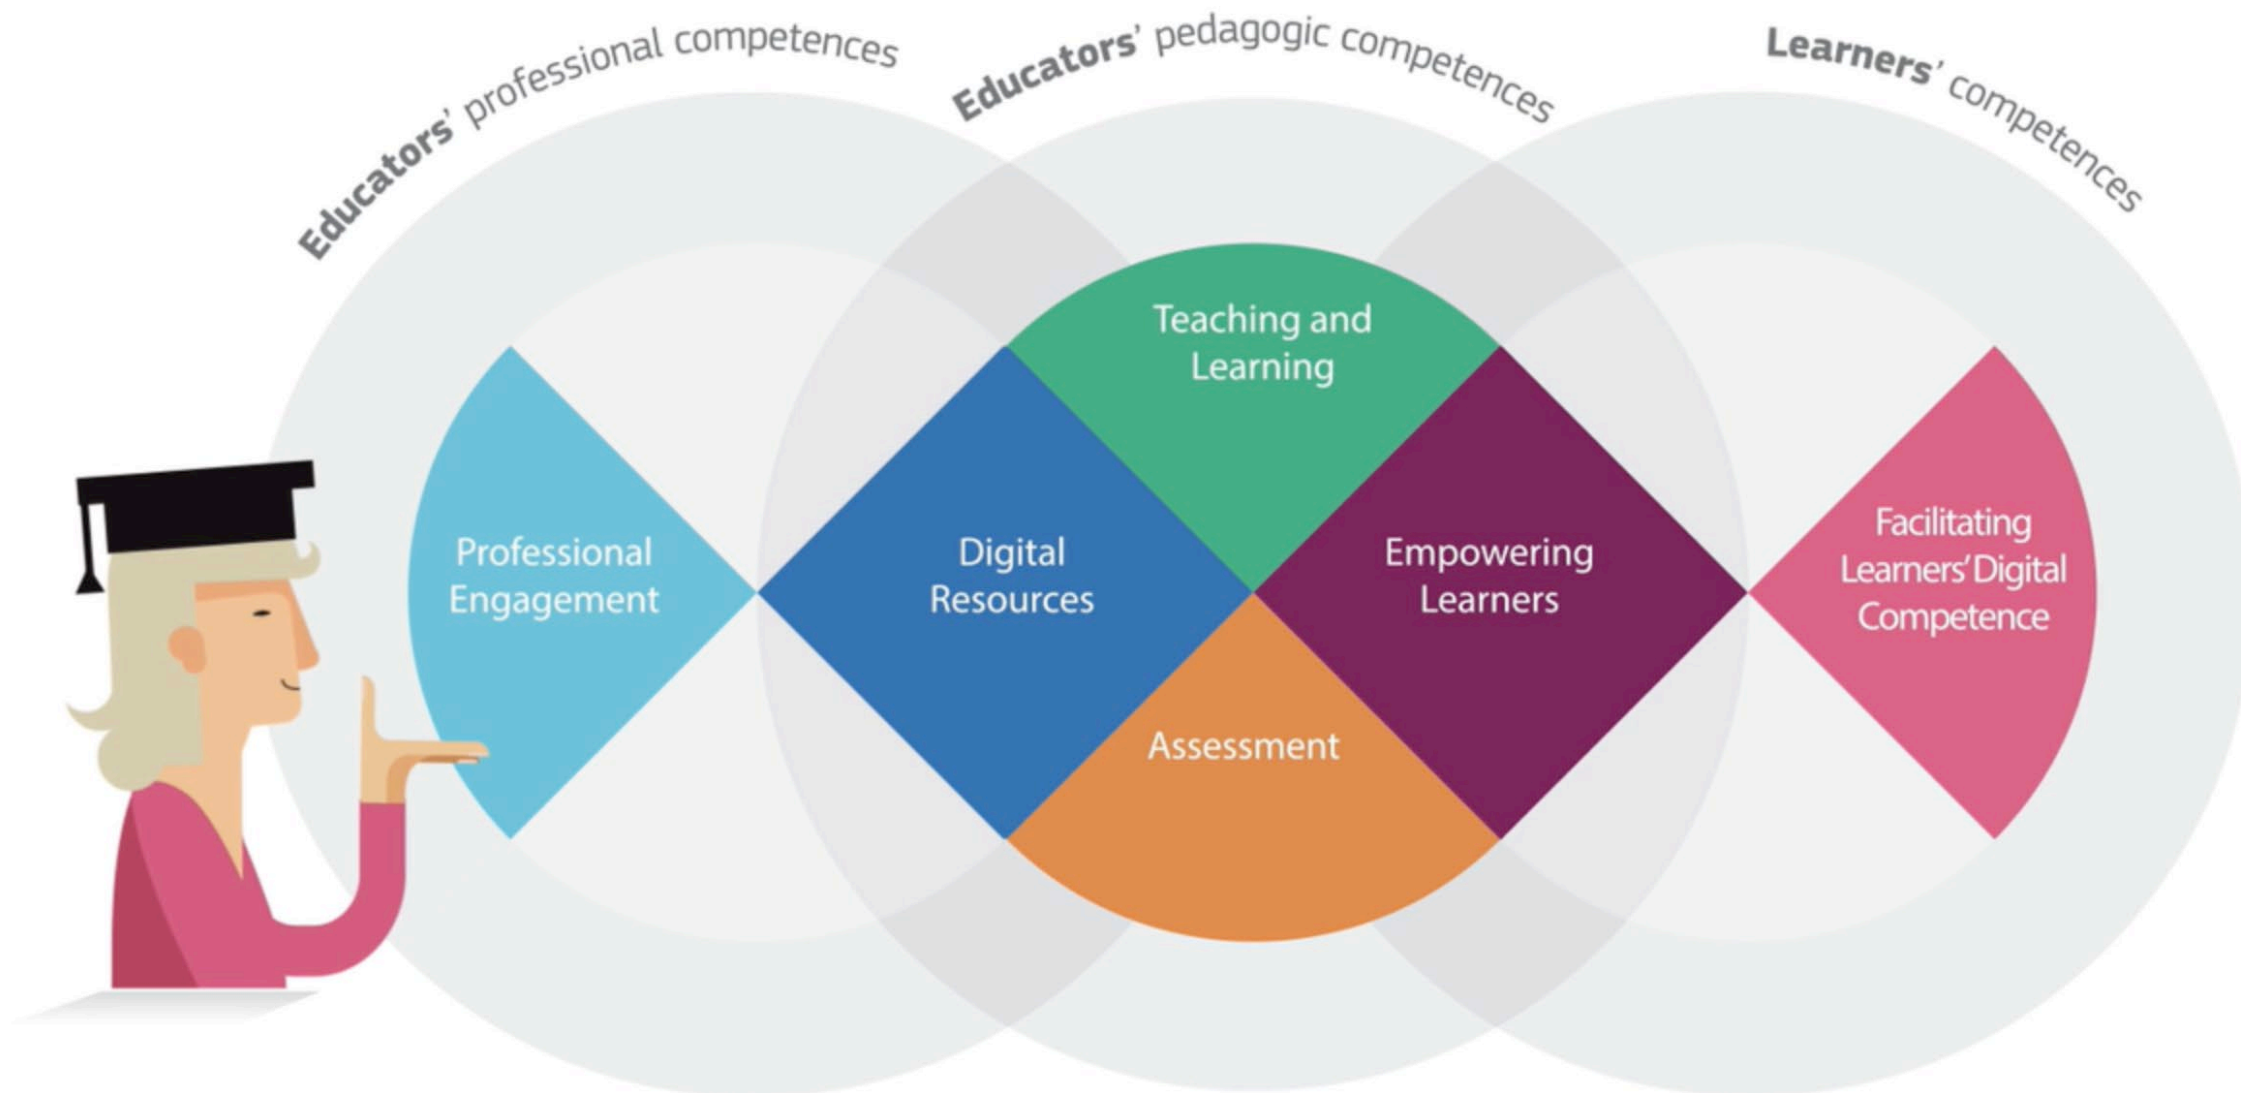 Educators’ professional competences
Educators’ pedagogic competences
Learners’ competences
Teaching and
Learning
Professional
Engagement
Digital
Resources
Empowering
Learners
Facilitating
Learners’ Digital
Competence
Assessment